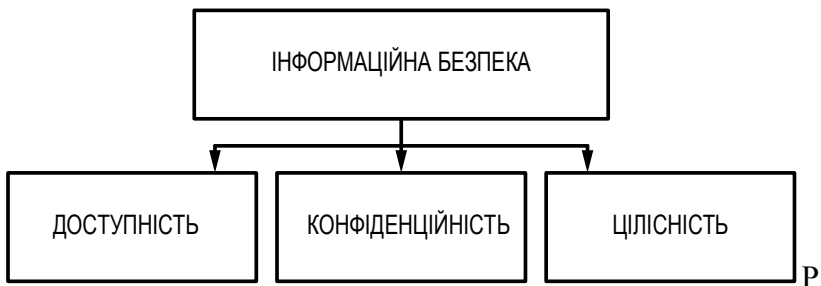 ІНФОРМАЦІЙНА БЕЗПЕКА
ДОСТУПНІСТЬ КОНФІДЕНЦІЙНІСТЬ ЦІЛІСНІСТЬ
Р